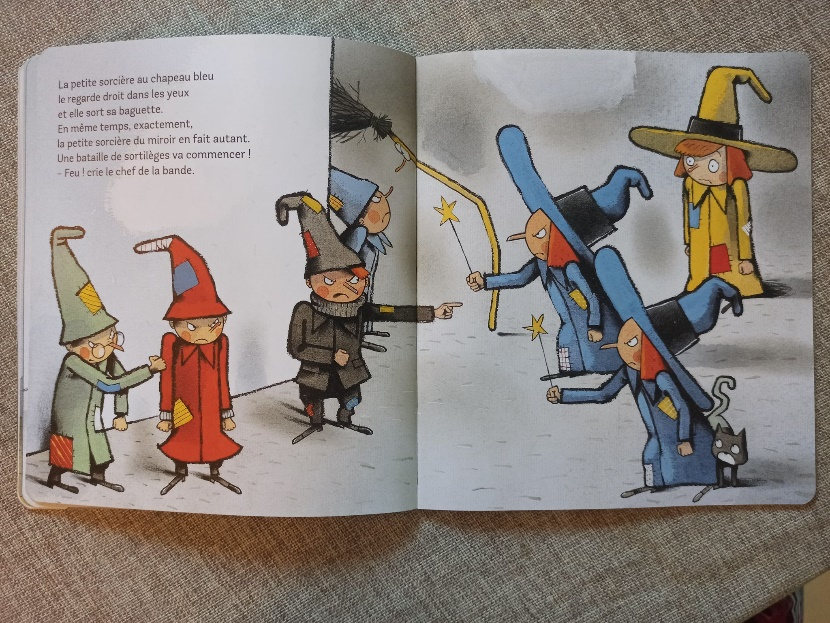 La petite sorcière au chapeau bleu
le regarde droit dans les yeux
et elle sort sa baguette.
En même temps, exactement,
la petite sorcière du miroir en fait autant.
Une bataille de sortilèges va commencer !
– Feu ! crie le chef de la bande.